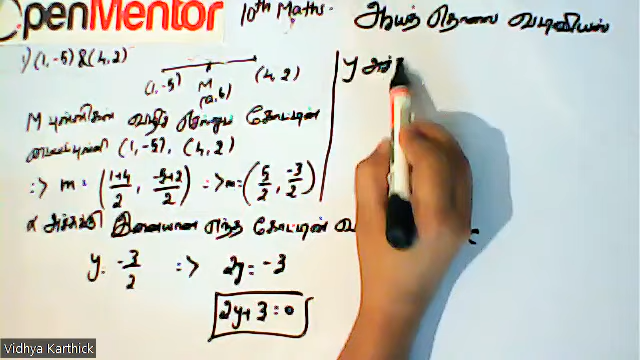 OpenMentor
10th Maths.
ஆயத் தொலை வடிவியல்
1) (1,-5) & (4,2)
(1,-5) M (4,2)
(a,b)
M புள்ளிகள் வழிச் செல்லும் கோட்டின்
மையப்புள்ளி (1,-5), (4,2)
=> m = (1+4/2, -5+2/2) => m = (5/2, -3/2)
x அச்சுக்கு இணையான எந்த கோட்டின்
y = -3/2 => 2y = -3
2y+3=0
y அச்
Vidhya Karthick